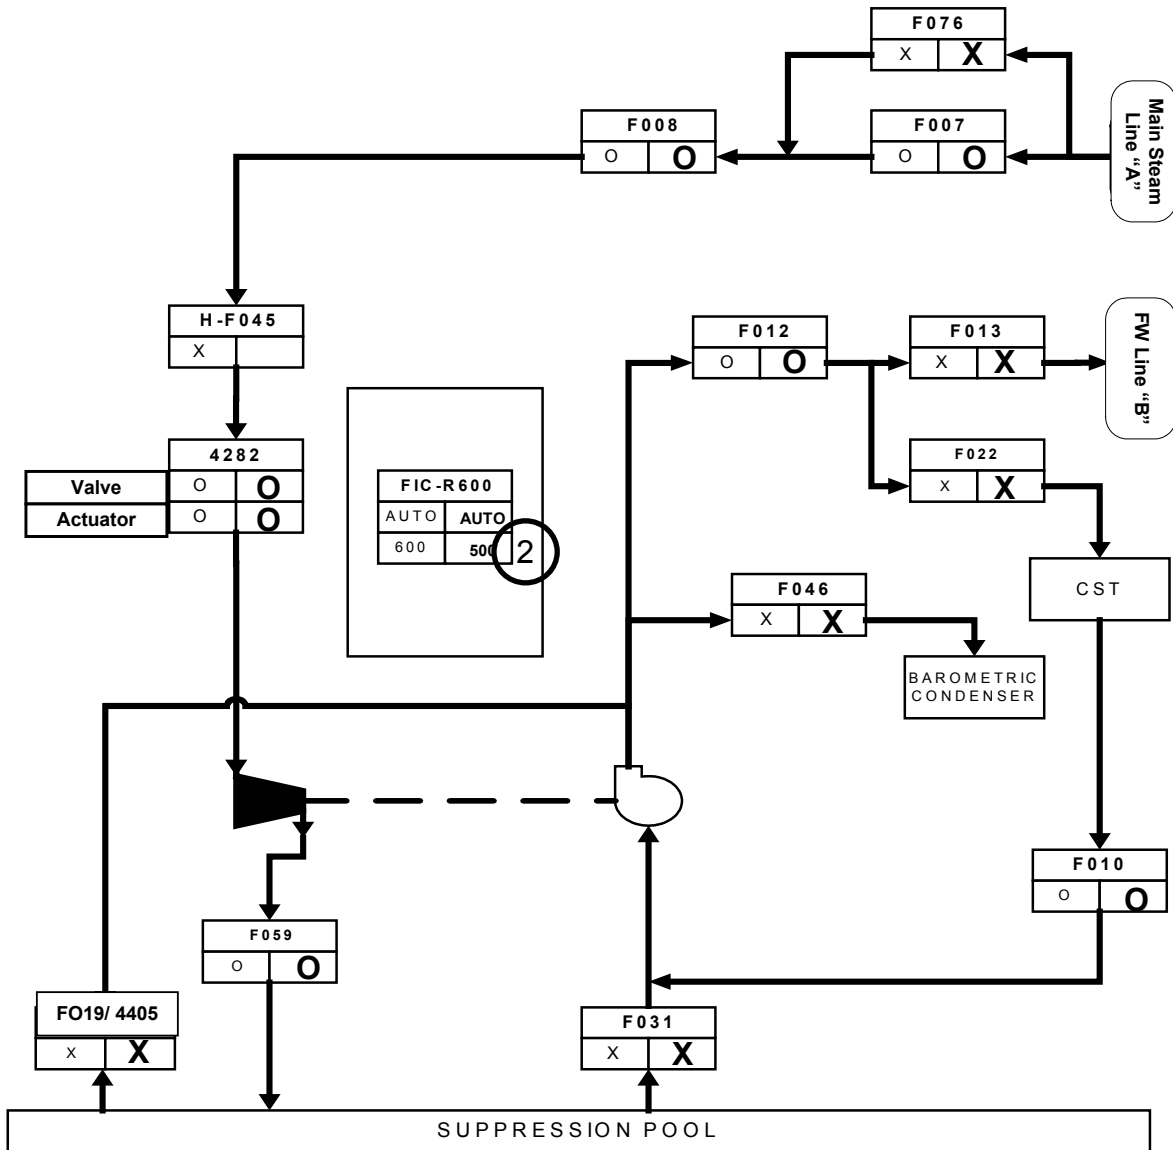 F076
X X
Main Steam
Line "A"
F008
O O
F007
O O
H-F045
X
F012
O O
F013
X X
FW Line "B"
4282
Valve O O
Actuator O O
F022
X X
FIC-R600
AUTO AUTO
600 500
2
CST
F046
X X
BAROMETRIC
CONDENSER
F010
O O
F059
O O
FO19/ 4405
X X
F031
X X
SUPPRESSION POOL